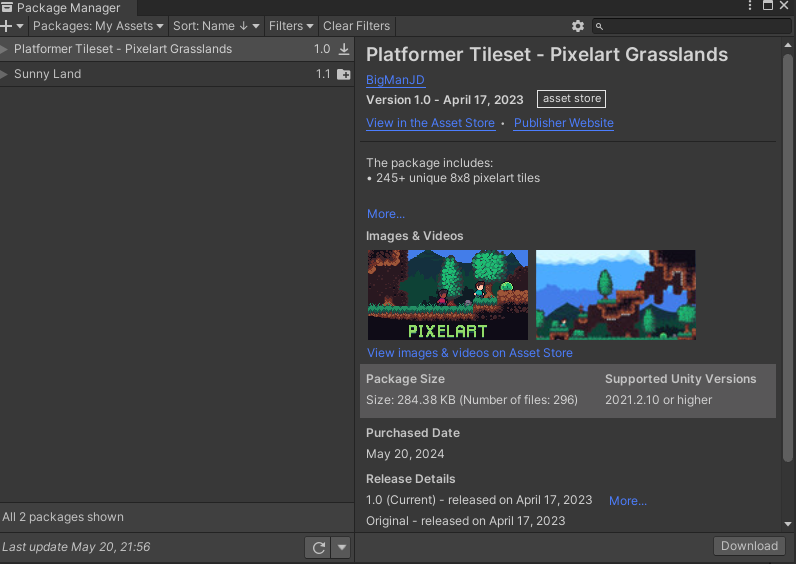 Package Manager
Packages: My Assets
Sort: Name ↓
Filters
Clear Filters
Platformer Tileset - Pixelart Grasslands 1.0
Sunny Land 1.1
All 2 packages shown
Last update May 20, 21:56
Platformer Tileset - Pixelart Grasslands
BigManJD
Version 1.0 - April 17, 2023 asset store
View in the Asset Store • Publisher Website
The package includes:
• 245+ unique 8x8 pixelart tiles
More...
Images & Videos
PIXELART
View images & videos on Asset Store
Package Size Supported Unity Versions
Size: 284.38 KB (Number of files: 296) 2021.2.10 or higher
Purchased Date
May 20, 2024
Release Details
1.0 (Current) - released on April 17, 2023 More...
Original - released on April 17, 2023
Download